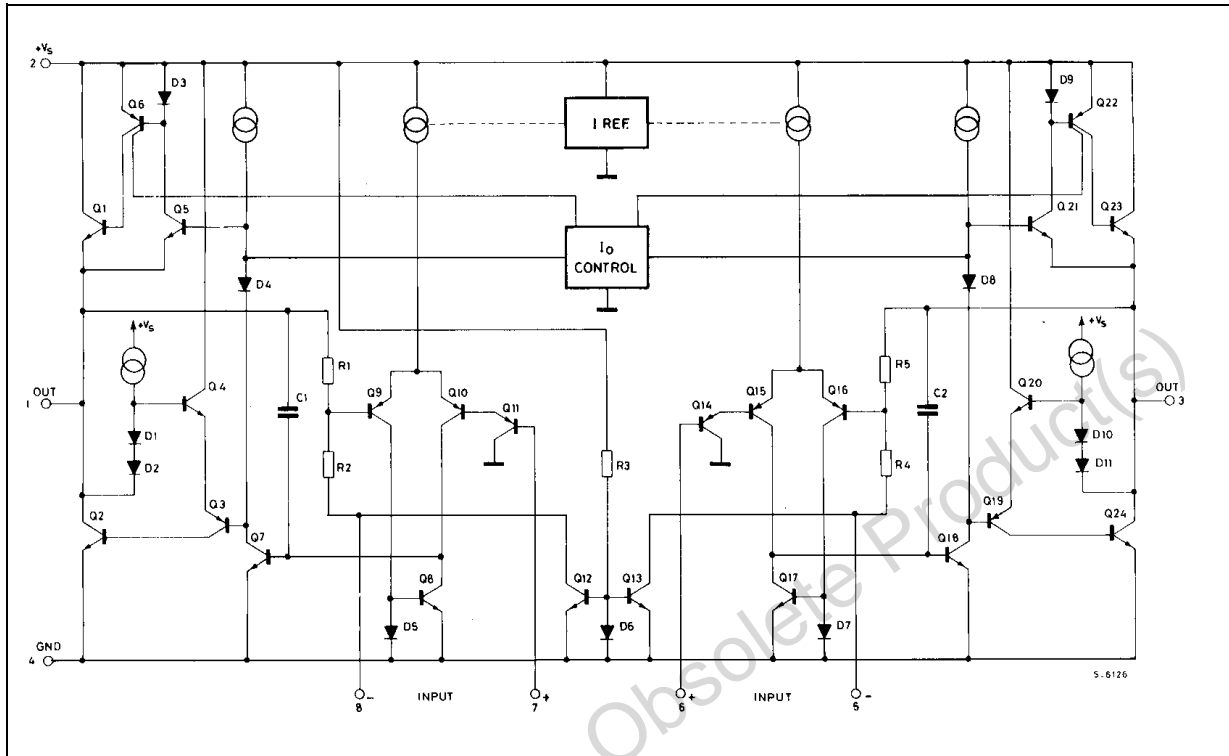 +Vs
2
D3
D9
Q6
Q22
I REF
Q1
Q5
Q21
Q23
Io
CONTROL
D4
D8
+Vs
+Vs
R1
R5
Q4
C1
Q9
Q10
Q11
Q14
Q15
Q16
C2
Q20
OUT
1
OUT
3
D1
D10
D2
R2
R3
R4
D11
Q3
Q19
Q2
Q24
Q7
Q18
Q8
Q12
Q13
Q17
D5
D6
D7
GND
4
S-6126
-
INPUT
+
+
INPUT
-
8
7
6
5
Obsolete Product(s)